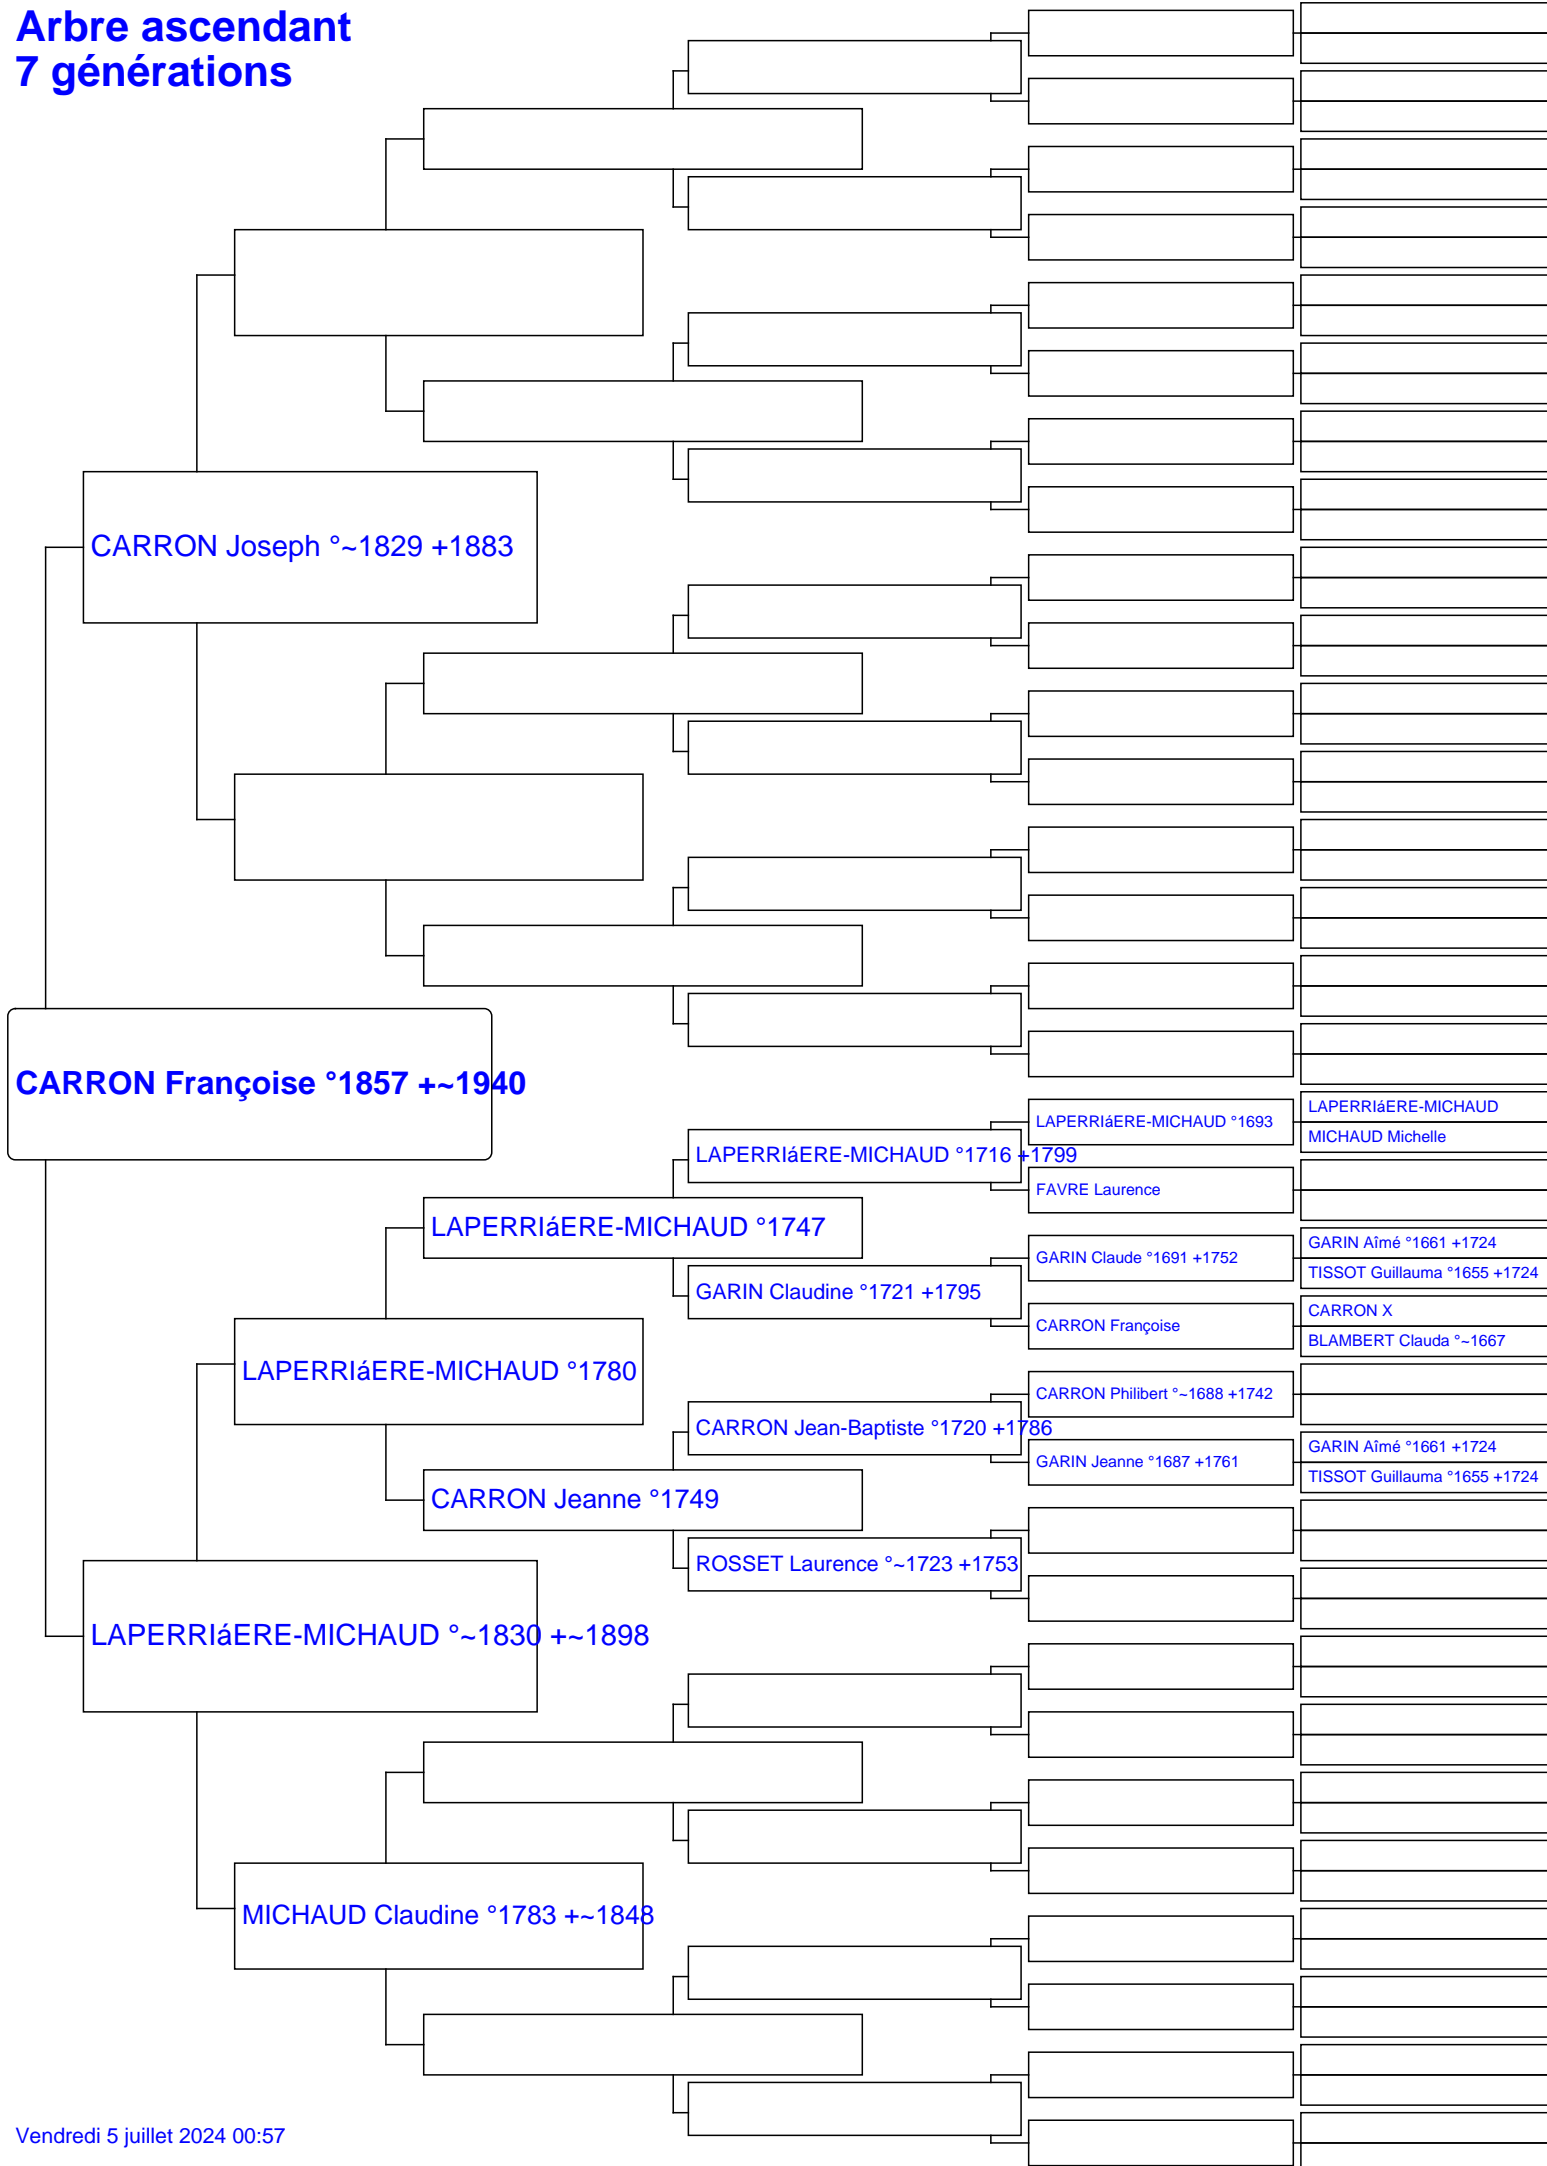 Arbre ascendant
7 générations
CARRON Joseph °~1829 +1883
CARRON Françoise °1857 +~1940
LAPERRIáERE-MICHAUD °1693
LAPERRIáERE-MICHAUD
MICHAUD Michelle
LAPERRIáERE-MICHAUD °1716 +1799
FAVRE Laurence
LAPERRIáERE-MICHAUD °1747
GARIN Claude °1691 +1752
GARIN Aîmé °1661 +1724
TISSOT Guillauma °1655 +1724
GARIN Claudine °1721 +1795
CARRON Françoise
CARRON X
BLAMBERT Clauda °~1667
LAPERRIáERE-MICHAUD °1780
CARRON Philibert °~1688 +1742
CARRON Jean-Baptiste °1720 +1786
GARIN Jeanne °1687 +1761
GARIN Aîmé °1661 +1724
TISSOT Guillauma °1655 +1724
CARRON Jeanne °1749
ROSSET Laurence °~1723 +1753
LAPERRIáERE-MICHAUD °~1830 +~1898
MICHAUD Claudine °1783 +~1848
Vendredi 5 juillet 2024 00:57